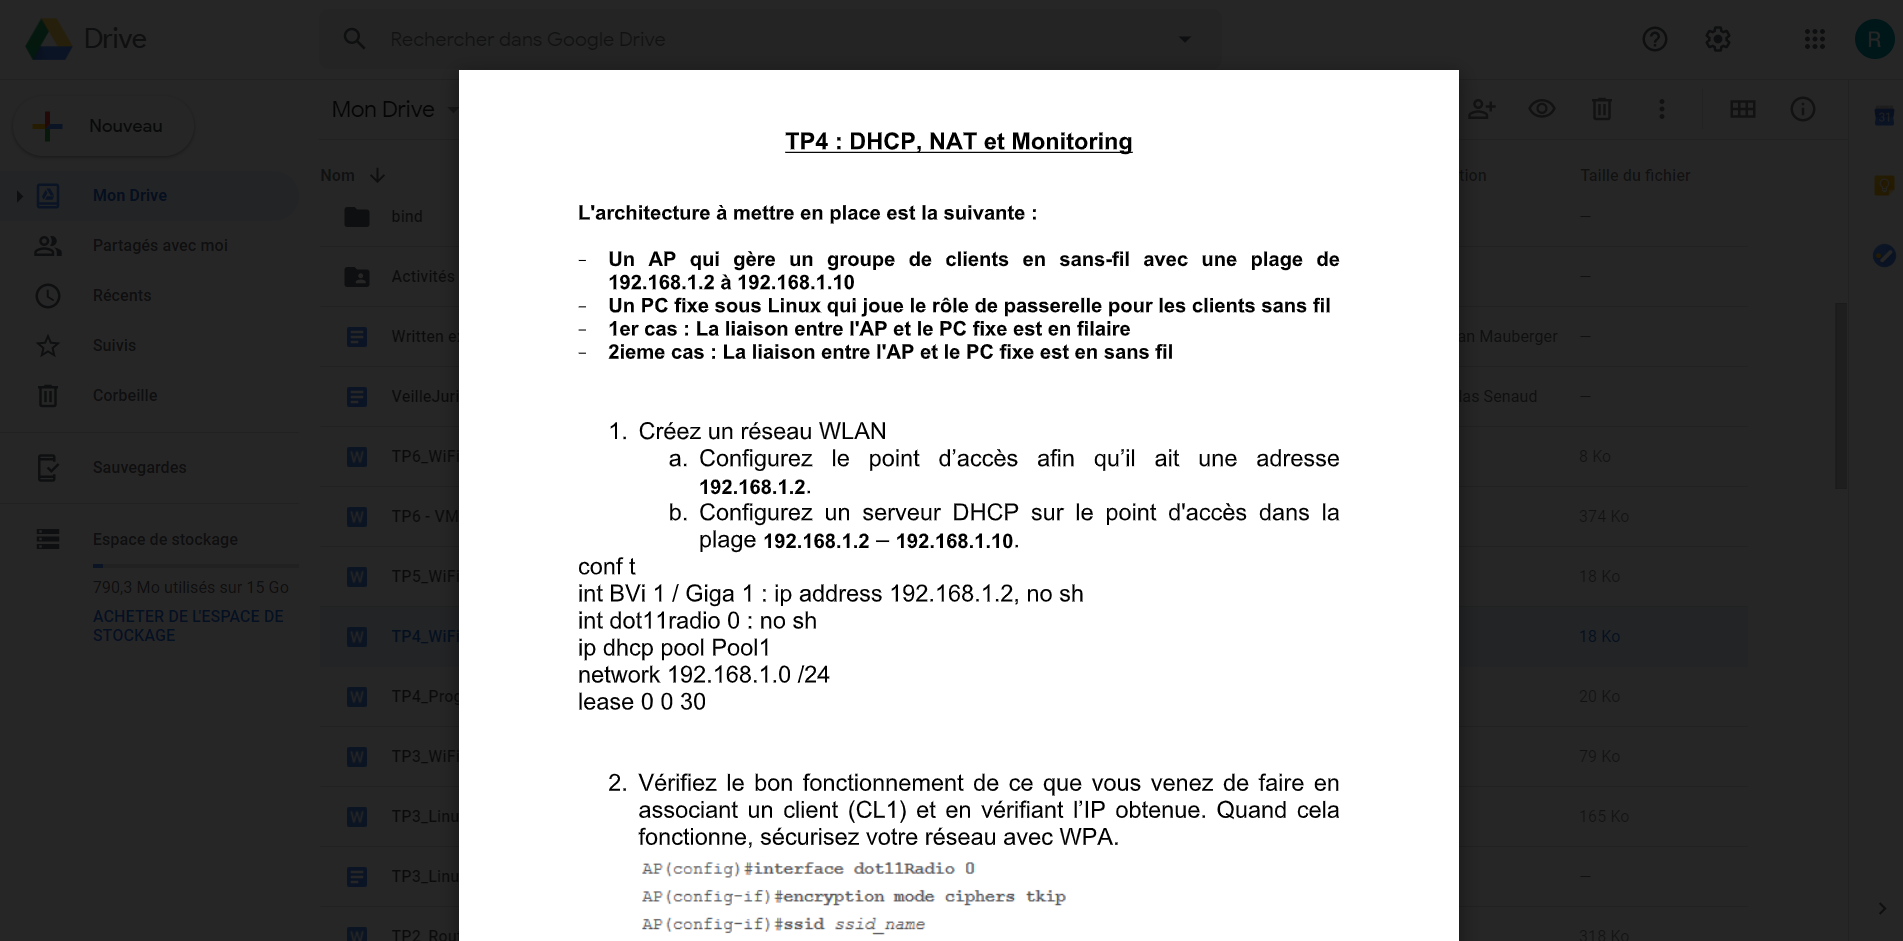 Drive
Rechercher dans Google Drive
R
Nouveau
Mon Drive
Partagés avec moi
Récents
Suivis
Corbeille
Sauvegardes
Espace de stockage
790,3 Mo utilisés sur 15 Go
ACHETER DE L'ESPACE DE
STOCKAGE
Mon Drive
Nom
bind
Activités
Written e
VeilleJuri
TP6_WiFi
TP6 - VM
TP5_WiFi
TP4_WiFi
TP4_Prog
TP3_WiFi
TP3_Linu
TP3_Linu
TP2_Rou
TP4 : DHCP, NAT et Monitoring
L'architecture à mettre en place est la suivante :
- Un AP qui gère un groupe de clients en sans-fil avec une plage de
192.168.1.2 à 192.168.1.10
- Un PC fixe sous Linux qui joue le rôle de passerelle pour les clients sans fil
- 1er cas : La liaison entre l'AP et le PC fixe est en filaire
- 2ieme cas : La liaison entre l'AP et le PC fixe est en sans fil
1. Créez un réseau WLAN
a. Configurez le point d’accès afin qu’il ait une adresse
192.168.1.2.
b. Configurez un serveur DHCP sur le point d'accès dans la
plage 192.168.1.2 – 192.168.1.10.
conf t
int BVi 1 / Giga 1 : ip address 192.168.1.2, no sh
int dot11radio 0 : no sh
ip dhcp pool Pool1
network 192.168.1.0 /24
lease 0 0 30
2. Vérifiez le bon fonctionnement de ce que vous venez de faire en
associant un client (CL1) et en vérifiant l’IP obtenue. Quand cela
fonctionne, sécurisez votre réseau avec WPA.
AP(config)#interface dot11Radio 0
AP(config-if)#encryption mode ciphers tkip
AP(config-if)#ssid ssid_name
tion
Taille du fichier
—
—
an Mauberger —
las Senaud —
8 Ko
374 Ko
18 Ko
18 Ko
20 Ko
79 Ko
165 Ko
—
318 Ko
31